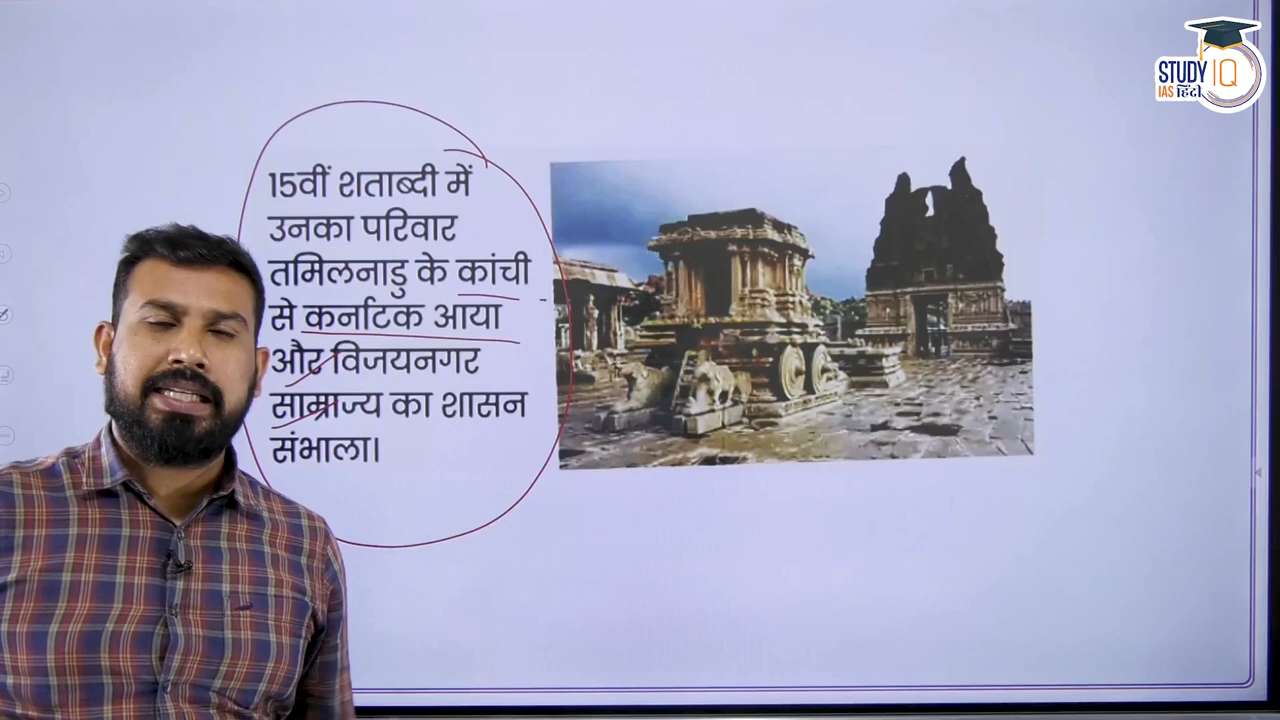 15वीं शताब्दी में
उनका परिवार
तमिलनाडु के कांची
से कर्नाटक आया
और विजयनगर
साम्राज्य का शासन
संभाला।
STUDY IQ
IAS हिंदी